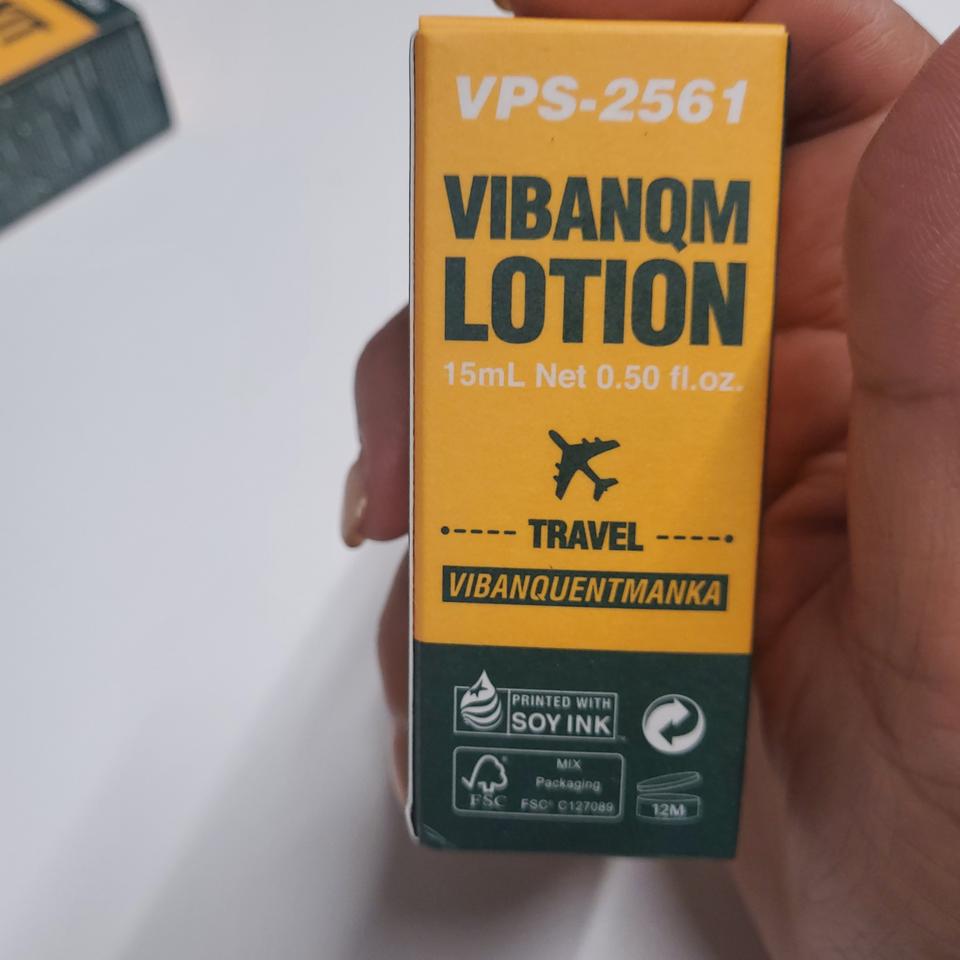 VPS-2561
VIBANQM
LOTION
15mL Net 0.50 fl.oz.
TRAVEL
VIBANQUENTMANKA
PRINTED WITH
SOY INK
MIX
Packaging
FSC® C127089
FSC
12M